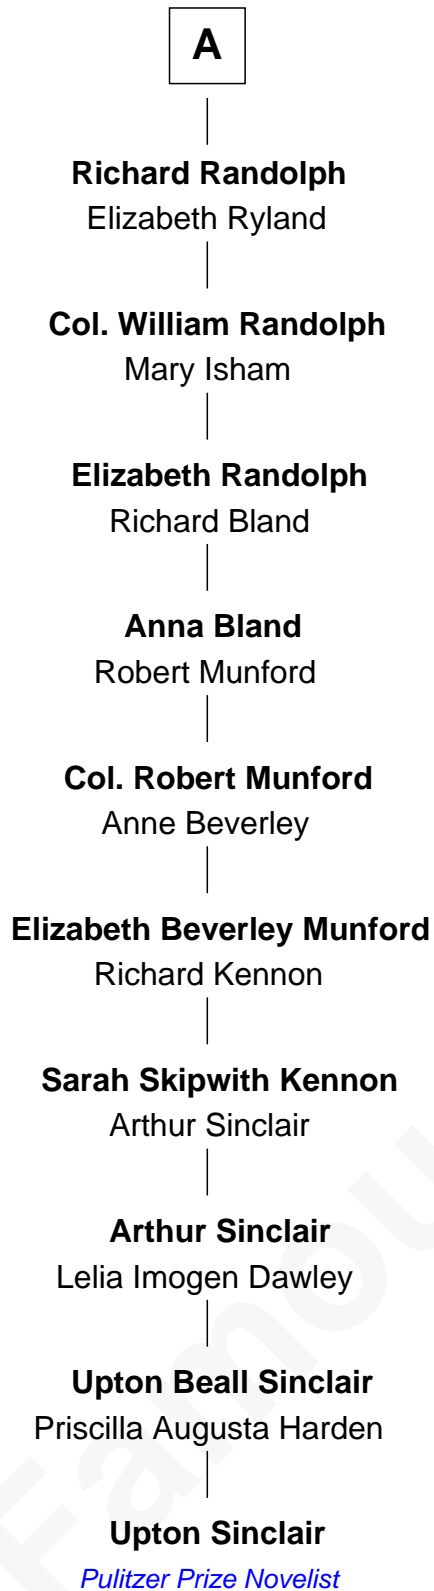 A
Richard Randolph
Elizabeth Ryland
Col. William Randolph
Mary Isham
Elizabeth Randolph
Richard Bland
Anna Bland
Robert Munford
Col. Robert Munford
Anne Beverley
Elizabeth Beverley Munford
Richard Kennon
Sarah Skipwith Kennon
Arthur Sinclair
Arthur Sinclair
Lelia Imogen Dawley
Upton Beall Sinclair
Priscilla Augusta Harden
Upton Sinclair
Pulitzer Prize Novelist
Famou